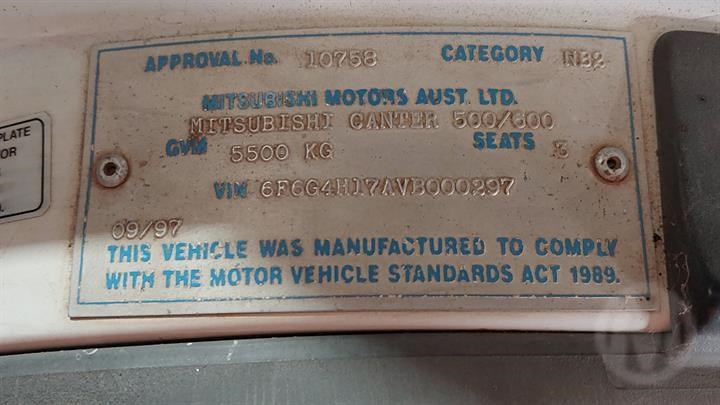 APPROVAL No. 10758 CATEGORY NB2
MITSUBISHI MOTORS AUST. LTD.
MITSUBISHI CANTER 500/600
GVM 5500 KG SEATS 3
VIN 6F6G4H17AVB000297
09/97
THIS VEHICLE WAS MANUFACTURED TO COMPLY
WITH THE MOTOR VEHICLE STANDARDS ACT 1989.
PLATE
OR